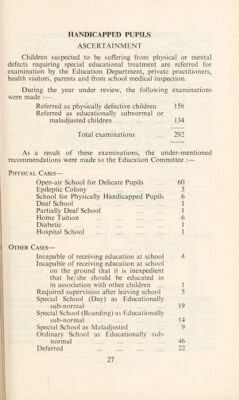 HANDICAPPED PUPILS
ASCERTAINMENT
Children suspected to be suffering from physical or mental
defects requiring special educational treatment are referred for
examination by the Education Department, private practitioners,
health visitors, parents and from school medical inspection.
During the year under review, the following examinations
were made :—
Referred as physically defective children 158
Referred as educationally subnormal or
maladjusted children ... 134
Total examinations ... 292
As a result of these examinations, the under-mentioned
recommendations were made to the Education Committee :—
PHYSICAL CASES—
Open-air School for Delicate Pupils ... 60
Epileptic Colony ... 3
School for Physically Handicapped Pupils 6
Deaf School ... 1
Partially Deaf School ... 1
Home Tuition ... 6
Diabetic ... 1
Hospital School ... 1
OTHER CASES—
Incapable of receiving education at school 4
Incapable of receiving education at school
on the ground that it is inexpedient
that he/she should be educated in
in association with other children ... 1
Required supervision after leaving school 5
Special School (Day) as Educationally
sub-normal ... 19
Special School (Boarding) as Educationally
sub-normal ... 14
Special School as Maladjusted ... 9
Ordinary School as Educationally sub-
normal ... 46
Deferred ... 22
27